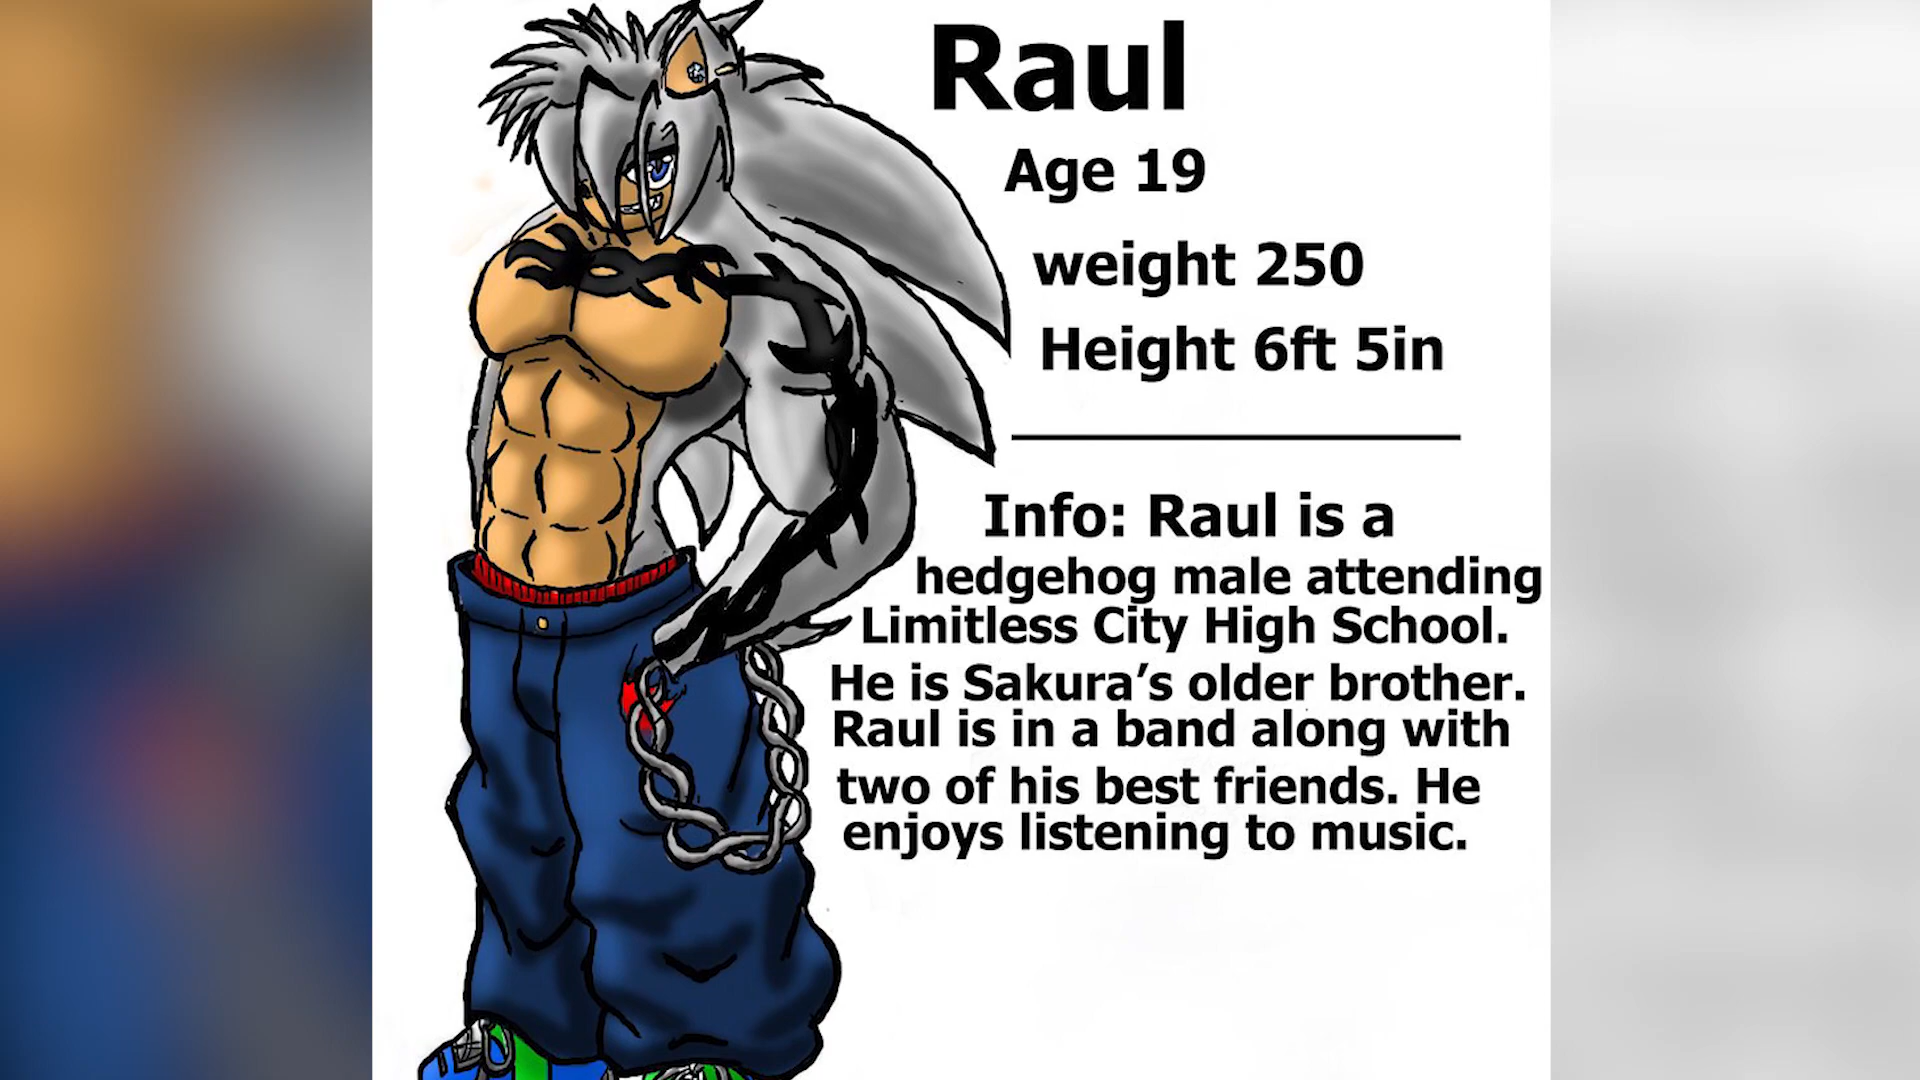 Raul
Age 19
weight 250
Height 6ft 5in
Info: Raul is a
hedgehog male attending
Limitless City High School.
He is Sakura’s older brother.
Raul is in a band along with
two of his best friends. He
enjoys listening to music.